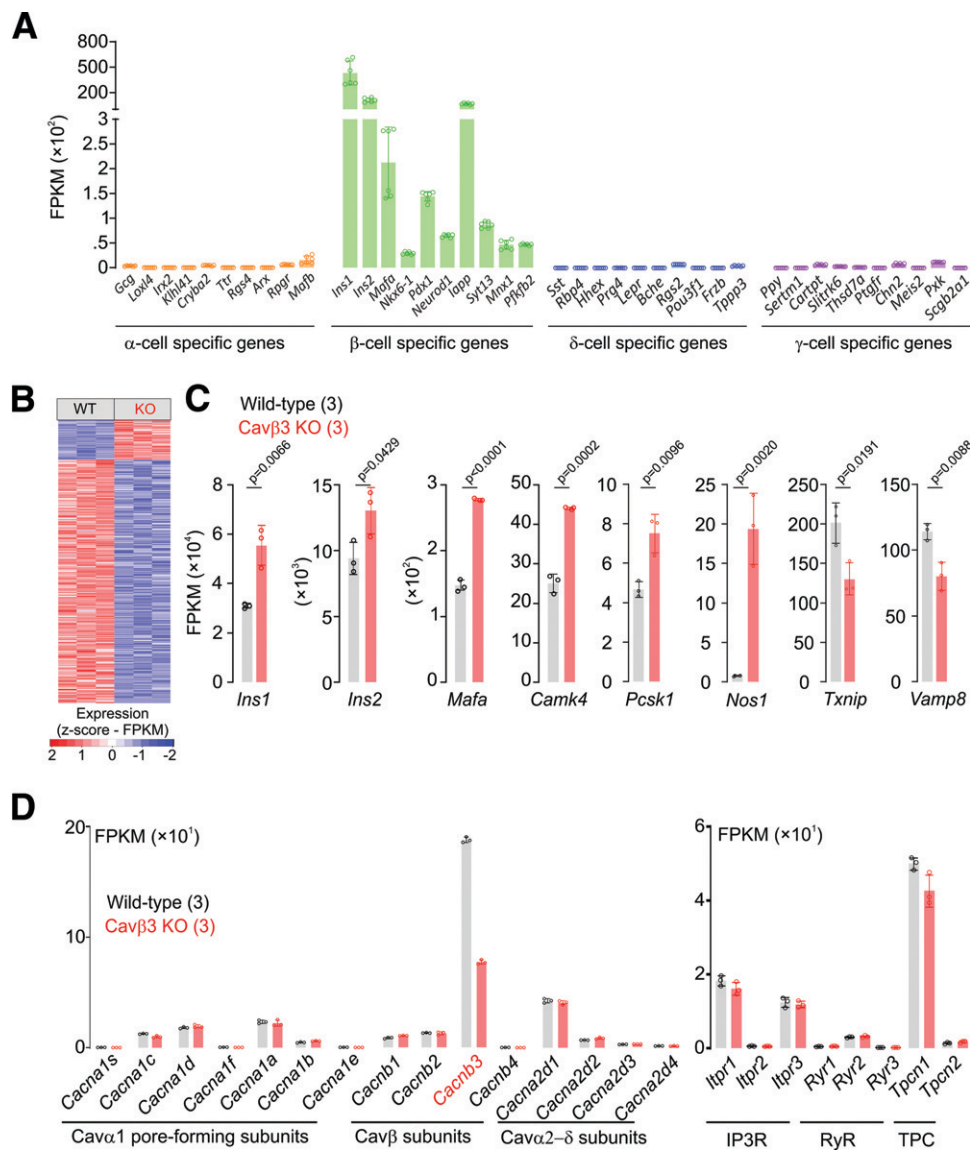 A
FPKM (×10²)
800
500
200
3
2.5
2
1.5
1
.5
0
Gcg
Loxl4
Irx2
Klhl41
Cryba2
Ttr
Rgs4
Arx
Rpgr
Mafb
Ins1
Ins2
Mafa
Nkx6-1
Pdx1
Neurod1
Iapp
Syt13
Mnx1
Pfkfb2
Sst
Rbp4
Hhex
Prg4
Lepr
Bche
Rgs2
Pou3f1
Frzb
Tppp3
Ppy
Sertm1
Cartpt
Slitrk6
Thsd7a
Ptgfr
Chn2
Meis2
Pxk
Scgb2a1
α-cell specific genes
β-cell specific genes
δ-cell specific genes
γ-cell specific genes
B
WT
KO
Expression
(z-score - FPKM)
2 1 0 -1 -2
C
Wild-type (3)
Cavβ3 KO (3)
p=0.0066
FPKM (×10⁴)
8
6
4
2
0
Ins1
p=0.0429
(×10³)
15
10
5
0
Ins2
p<0.0001
(×10²)
3
2
1
0
Mafa
p=0.0002
50
40
30
20
10
0
Camk4
p=0.0096
10
8
6
4
2
0
Pcsk1
p=0.0020
25
20
15
10
5
0
Nos1
p=0.0191
250
200
150
100
50
0
Txnip
p=0.0088
150
100
50
0
Vamp8
D
20
10
0
FPKM (×10¹)
Wild-type (3)
Cavβ3 KO (3)
Cacna1s
Cacna1c
Cacna1d
Cacna1f
Cacna1a
Cacna1b
Cacna1e
Cacnb1
Cacnb2
Cacnb3
Cacnb4
Cacna2d1
Cacna2d2
Cacna2d3
Cacna2d4
Cavα1 pore-forming subunits
Cavβ subunits
Cavα2−δ subunits
6
4
2
0
FPKM (×10¹)
Itpr1
Itpr2
Itpr3
Ryr1
Ryr2
Ryr3
Tpcn1
Tpcn2
IP3R
RyR
TPC